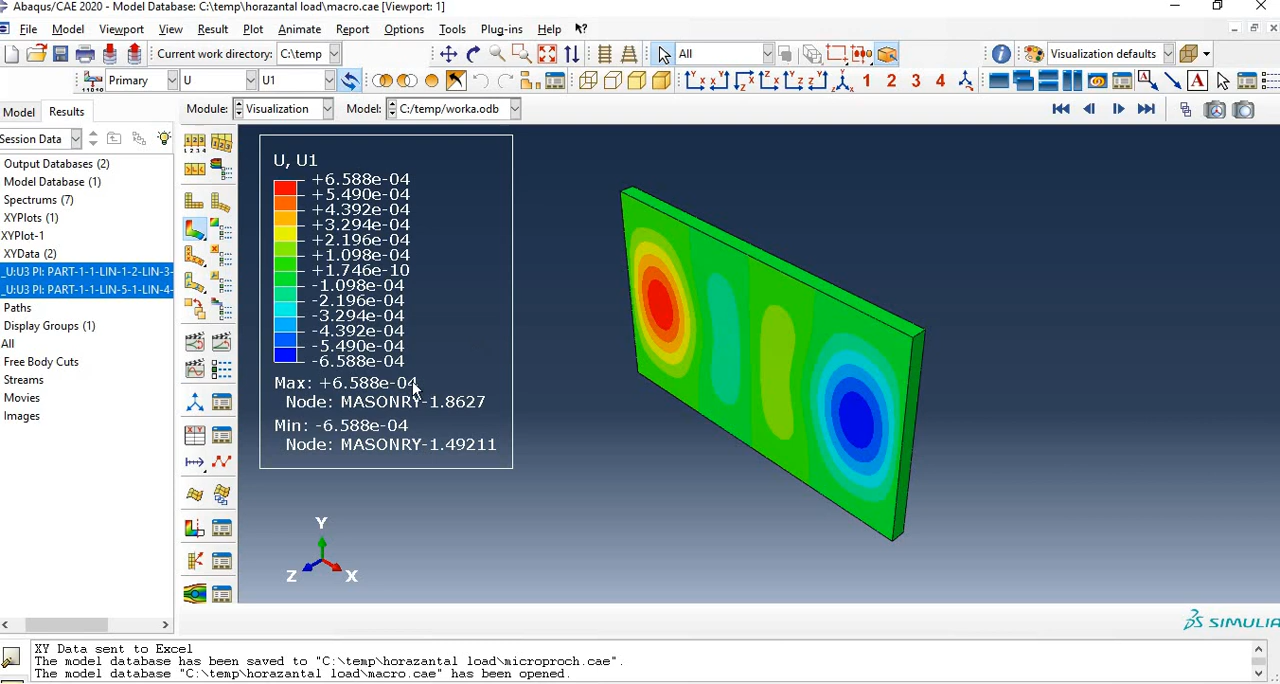 Abaqus/CAE 2020 - Model Database: C:\temp\horazantal load\macro.cae [Viewport: 1]
File Model Viewport View Result Plot Animate Report Options Tools Plug-ins Help
Current work directory: C:\temp All Visualization defaults
Primary U U1 1 2 3 4
Model Results Module: Visualization Model: C:/temp/worka.odb
Session Data
Output Databases (2)
Model Database (1)
Spectrums (7)
XYPlots (1)
XYPlot-1
XYData (2)
_U:U3 PI: PART-1-1-LIN-1-2-LIN-3-
_U:U3 PI: PART-1-1-LIN-5-1-LIN-4-
Paths
Display Groups (1)
All
Free Body Cuts
Streams
Movies
Images
U, U1
+6.588e-04
+5.490e-04
+4.392e-04
+3.294e-04
+2.196e-04
+1.098e-04
+1.746e-10
-1.098e-04
-2.196e-04
-3.294e-04
-4.392e-04
-5.490e-04
-6.588e-04
Max: +6.588e-04
Node: MASONRY-1.8627
Min: -6.588e-04
Node: MASONRY-1.49211
Y
Z X
SIMULIA
XY Data sent to Excel
The model database has been saved to "C:\temp\horazantal load\microproch.cae".
The model database "C:\temp\horazantal load\macro.cae" has been opened.